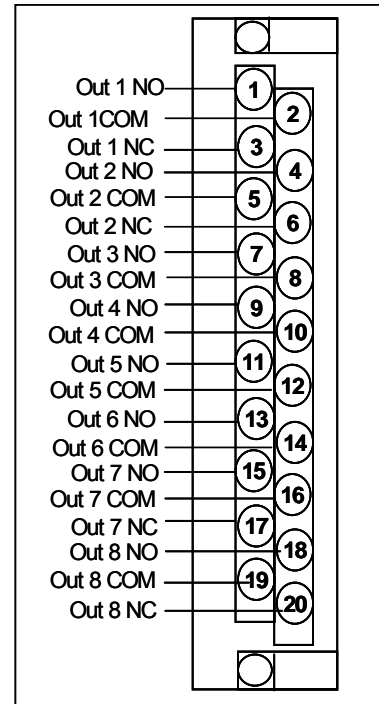 Out 1 NO 1
Out 1COM 2
Out 1 NC 3
Out 2 NO 4
Out 2 COM 5
Out 2 NC 6
Out 3 NO 7
Out 3 COM 8
Out 4 NO 9
Out 4 COM 10
Out 5 NO 11
Out 5 COM 12
Out 6 NO 13
Out 6 COM 14
Out 7 NO 15
Out 7 COM 16
Out 7 NC 17
Out 8 NO 18
Out 8 COM 19
Out 8 NC 20